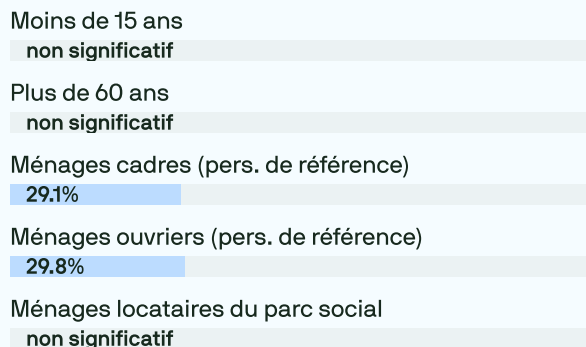 Moins de 15 ans
non significatif
Plus de 60 ans
non significatif
Ménages cadres (pers. de référence)
29.1%
Ménages ouvriers (pers. de référence)
29.8%
Ménages locataires du parc social
non significatif